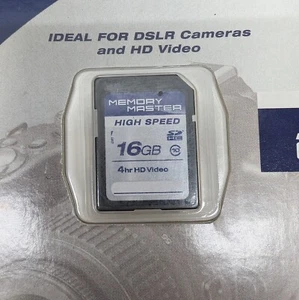 IDEAL FOR DSLR Cameras
and HD Video
MEMORY
MASTER
HIGH SPEED
16GB
4hr HD Video